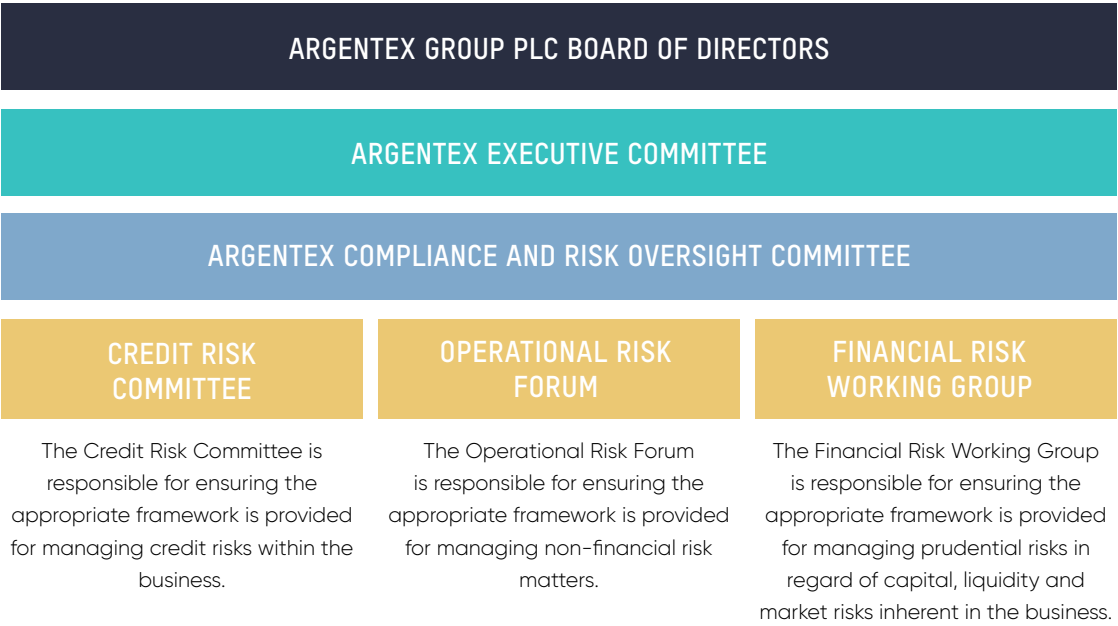 ARGENTEX GROUP PLC BOARD OF DIRECTORS
ARGENTEX EXECUTIVE COMMITTEE
ARGENTEX COMPLIANCE AND RISK OVERSIGHT COMMITTEE
CREDIT RISK
COMMITTEE
The Credit Risk Committee is
responsible for ensuring the
appropriate framework is provided
for managing credit risks within the
business.
OPERATIONAL RISK
FORUM
The Operational Risk Forum
is responsible for ensuring the
appropriate framework is provided
for managing non-financial risk
matters.
FINANCIAL RISK
WORKING GROUP
The Financial Risk Working Group
is responsible for ensuring the
appropriate framework is provided
for managing prudential risks in
regard of capital, liquidity and
market risks inherent in the business.